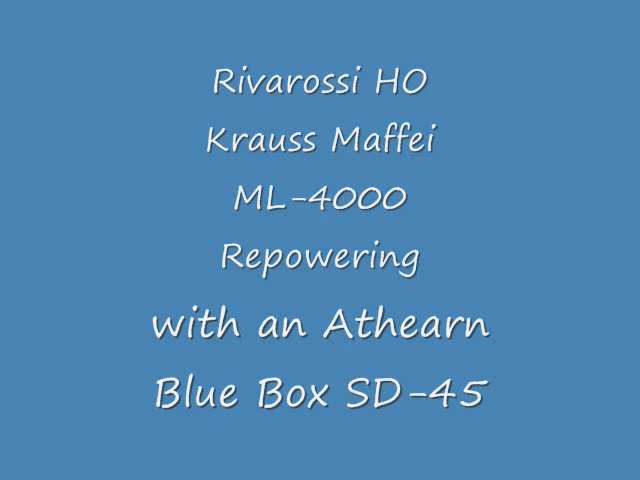 Rivarossi HO
Krauss Maffei
ML-4000
Repowering
with an Athearn
Blue Box SD-45